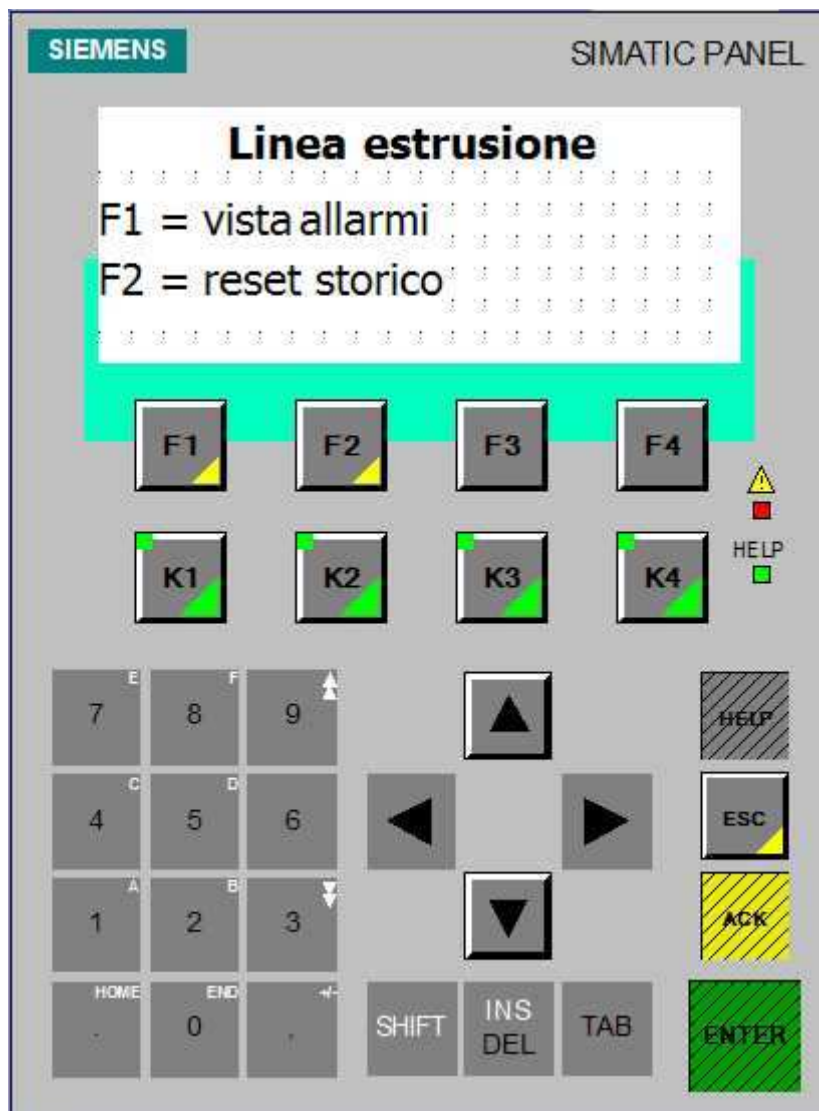 SIEMENS
SIMATIC PANEL
Linea estrusione
F1 = vista allarmi
F2 = reset storico
F1 F2 F3 F4
HELP
K1 K2 K3 K4
7 E 8 F 9
HELP
4 C 5 D 6
ESC
1 A 2 B 3
ACK
. HOME 0 END , +/-
SHIFT
INS
DEL
TAB
ENTER